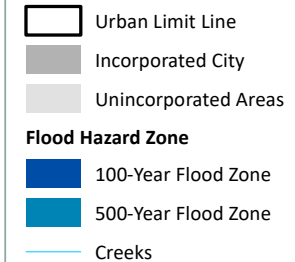 Urban Limit Line
Incorporated City
Unincorporated Areas
Flood Hazard Zone
100-Year Flood Zone
500-Year Flood Zone
Creeks